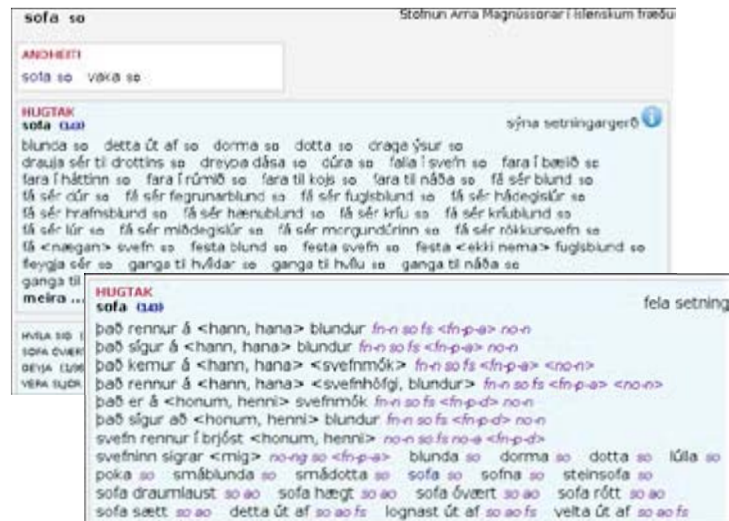 sofa so
Stofnun Árna Magnússonar í íslenskum fræðu
ANDHEITI
sofa so vaka so
HUGTAK
sofa (143)
sýna setningargerð
blunda so detta út af so dorma so dotta so draga ýsur so
drauja sér til drottins so dreypa dåsa so dúra so falla í svefn so fara í bælið so
fara í háttinn so fara í rúmið so fara til kojs so fara til náða so fá sér blund so
fá sér dúr so fá sér fegrunarblund so fá sér fuglsblund so fá sér hádegislúr so
fá sér hrafnsblund so fá sér hænublund so fá sér kríu so fá sér kríublund so
fá sér lúr so fá sér miðdegislúr so fá sér morgundúrinn so fá sér rökkursvefn so
fá <nægan> svefn so festa blund so festa svefn so festa <ekki nema> fuglsblund so
fleygja sér so ganga til hvíldar so ganga til hvílu so ganga til náða so
ganga til
meira ...
HVÍLA SIG
SOFA ÓVÆRT
DEYJA
VERA SLJÓR
HUGTAK
sofa (143)
fela setning
það rennur á <hann, hana> blundur fn-n so fs <fn-p-a> no-n
það sígur á <hann, hana> blundur fn-n so fs <fn-p-a> no-n
það kemur á <hann, hana> <svefnmók> fn-n so fs <fn-p-a> <no-n>
það rennur á <hann, hana> <svefnhöfgi, blundur> fn-n so fs <fn-p-a> <no-n>
það er á <honum, henni> svefnmók fn-n so fs <fn-p-d> no-n
það sígur að <honum, henni> blundur fn-n so fs <fn-p-d> no-n
svefn rennur í brjóst <honum, henni> no-n so fs no-a <fn-p-d>
svefninn sigrar <mig> no-ng so <fn-p-a> blunda so dorma so dotta so lúlla so
poka so smáblunda so smádotta so sofa so sofna so steinsofa so
sofa draumlaust so ao sofa hægt so ao sofa óvært so ao sofa rótt so ao
sofa sætt so ao detta út af so ao fs lognast út af so ao fs velta út af so ao fs